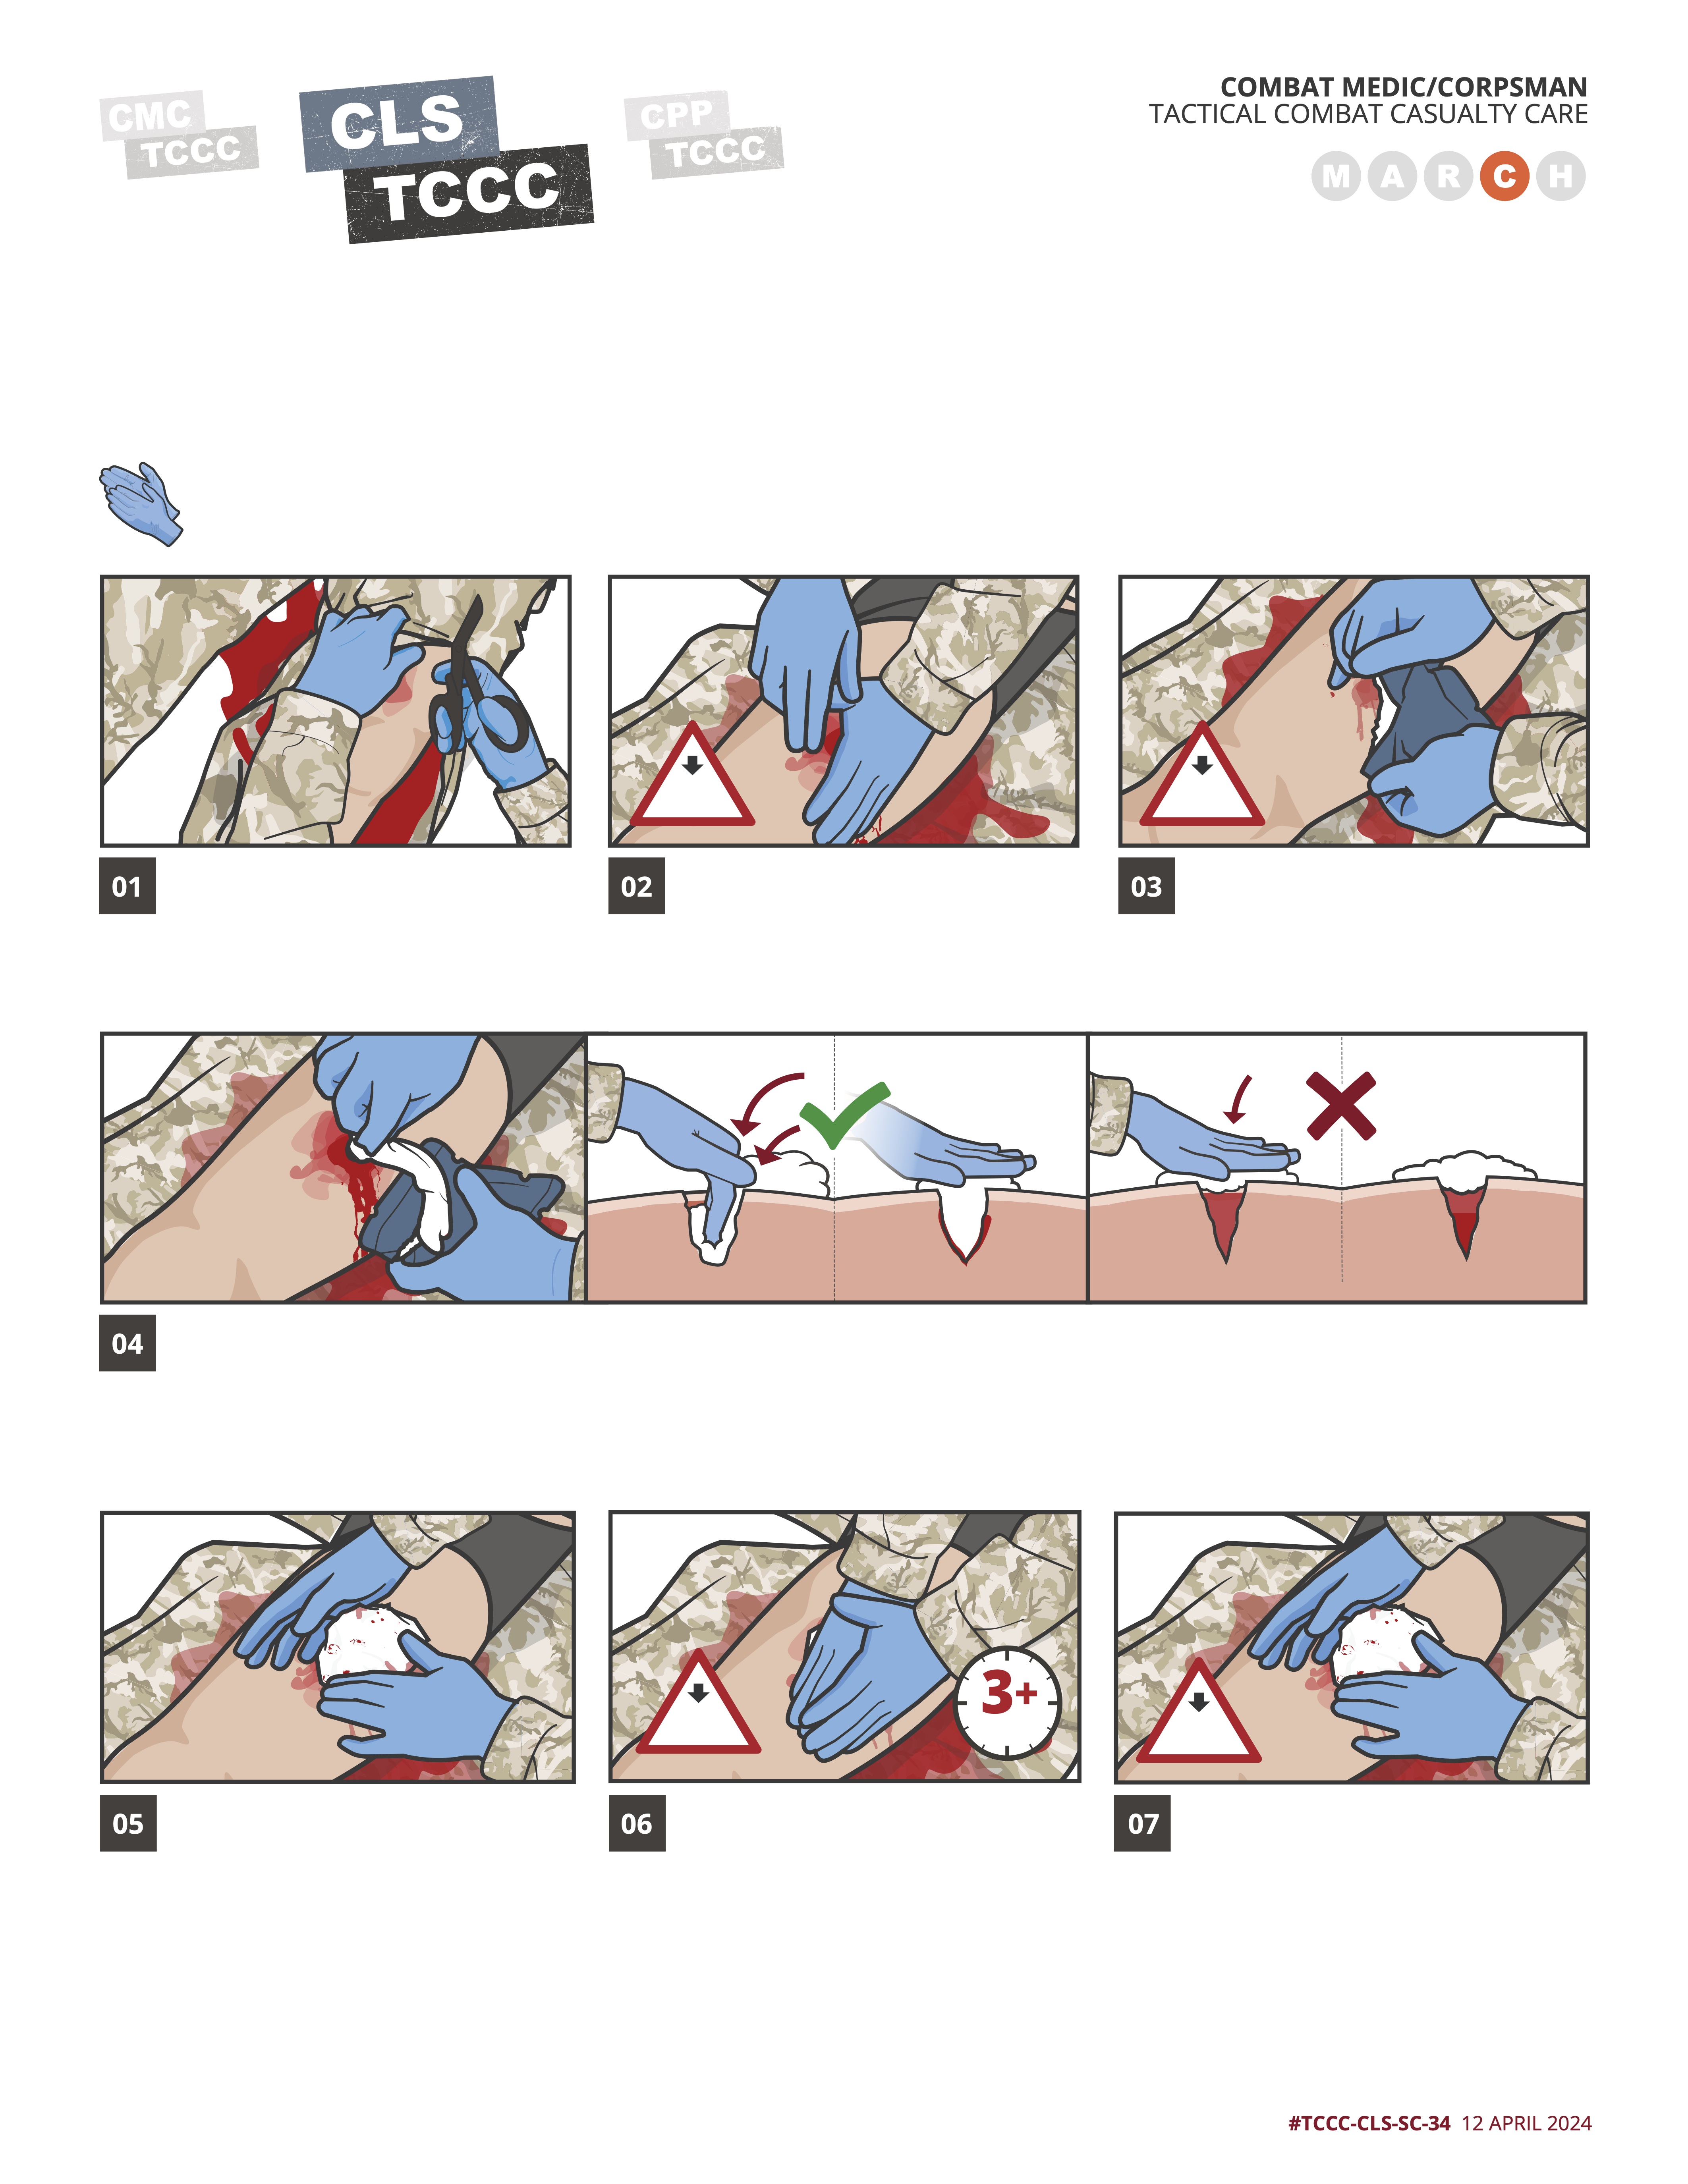 CMC
TCCC
CLS
TCCC
CPP
TCCC
COMBAT MEDIC/CORPSMAN
TACTICAL COMBAT CASUALTY CARE
M A R C H
01
02
03
04
3+
05
06
07
#TCCC-CLS-SC-34 12 APRIL 2024